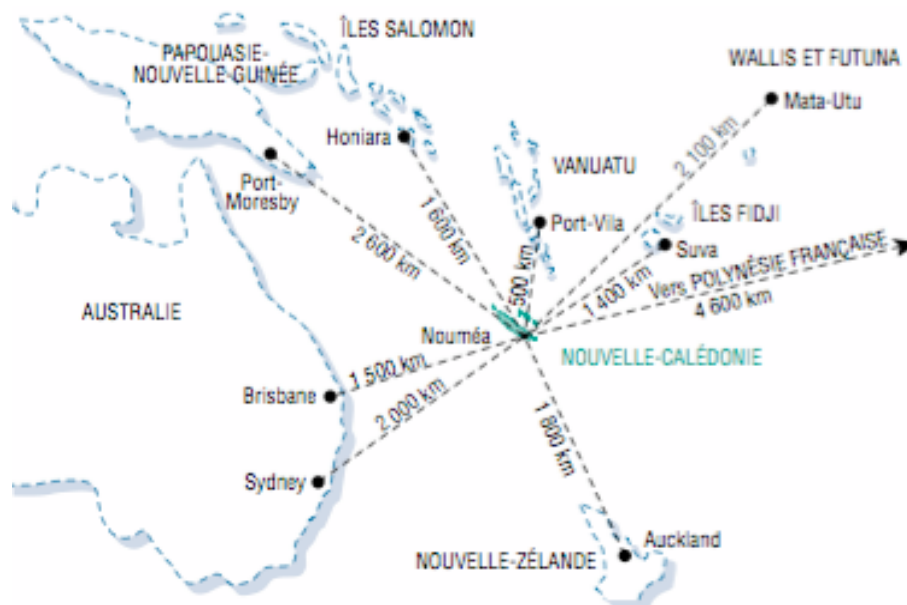 ÎLES SALOMON
PAPOUASIE-
NOUVELLE-GUINÉE
WALLIS ET FUTUNA
Mata-Utu
Honiara
2 100 km
VANUATU
Port-
Moresby
1 600 km
Port-Vila
ÎLES FIDJI
2 600 km
500 km
Suva
1 400 km
Vers POLYNÉSIE FRANÇAISE
4 600 km
AUSTRALIE
Nouméa
NOUVELLE-CALÉDONIE
1 500 km
Brisbane
2 000 km
1 800 km
Sydney
Auckland
NOUVELLE-ZÉLANDE